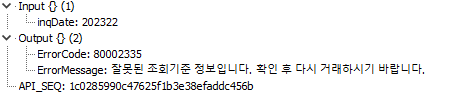 Input {} (1)
inqDate: 202322
Output {} (2)
ErrorCode: 80002335
ErrorMessage: 잘못된 조회기준 정보입니다. 확인 후 다시 거래하시기 바랍니다.
API_SEQ: 1c0285990c47625f1b3e38efaddc456b